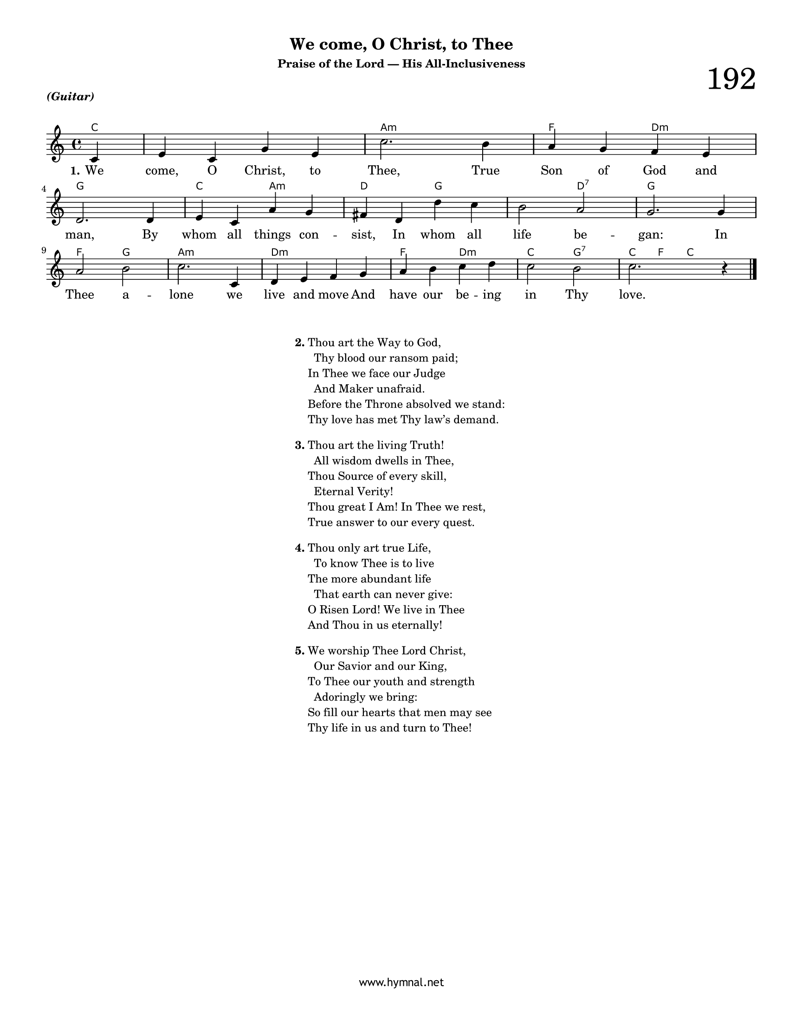 We come, O Christ, to Thee
Praise of the Lord — His All-Inclusiveness
192
(Guitar)
C Am F Dm
1. We come, O Christ, to Thee, True Son of God and
4 G C Am D G D7 G
man, By whom all things con - sist, In whom all life be - gan: In
9 F G Am Dm F Dm C G7 C F C
Thee a - lone we live and move And have our be - ing in Thy love.
2. Thou art the Way to God,
Thy blood our ransom paid;
In Thee we face our Judge
And Maker unafraid.
Before the Throne absolved we stand:
Thy love has met Thy law's demand.
3. Thou art the living Truth!
All wisdom dwells in Thee,
Thou Source of every skill,
Eternal Verity!
Thou great I Am! In Thee we rest,
True answer to our every quest.
4. Thou only art true Life,
To know Thee is to live
The more abundant life
That earth can never give:
O Risen Lord! We live in Thee
And Thou in us eternally!
5. We worship Thee Lord Christ,
Our Savior and our King,
To Thee our youth and strength
Adoringly we bring:
So fill our hearts that men may see
Thy life in us and turn to Thee!
www.hymnal.net